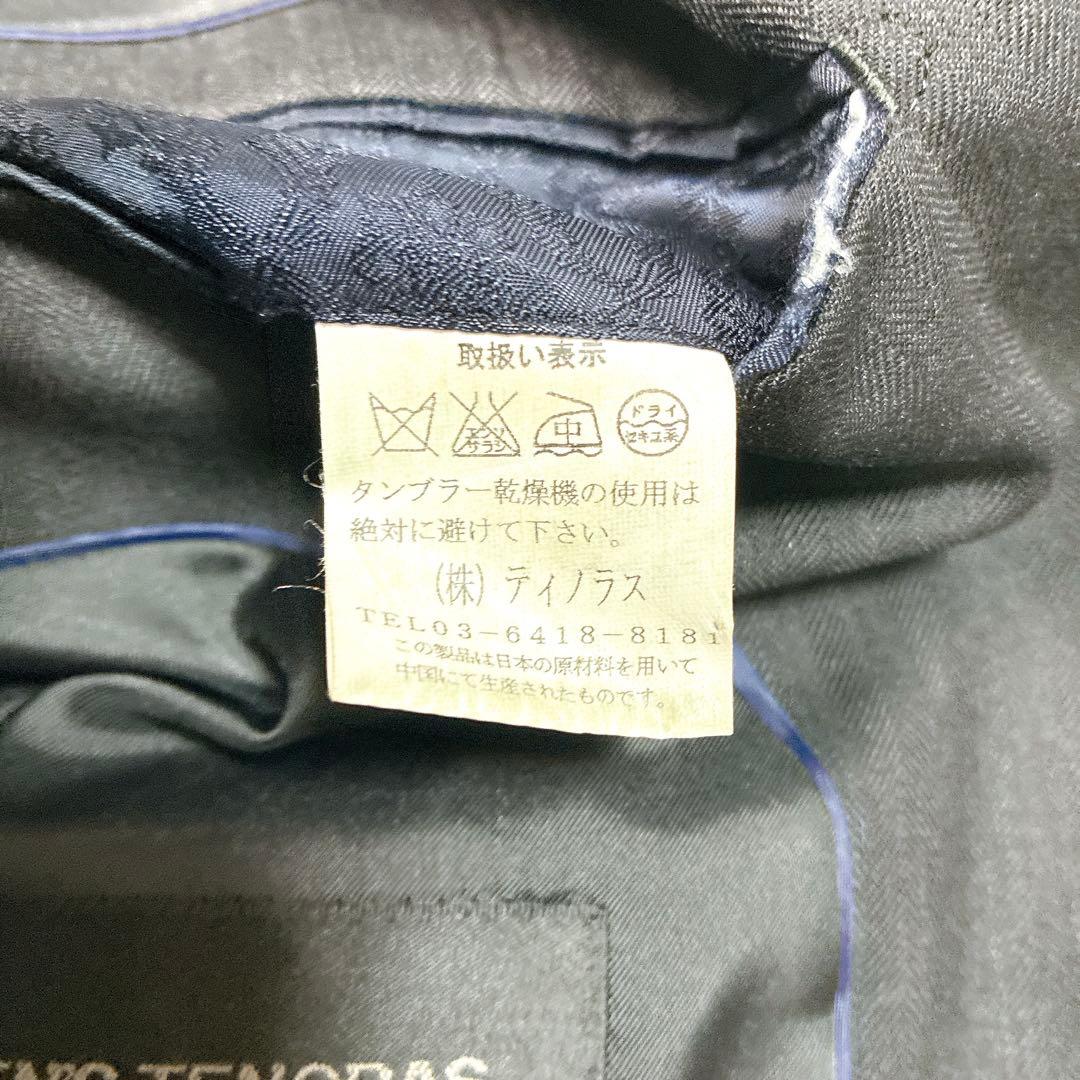 取扱い表示
エンソ
サラシ
中
ドライ
セキユ系
タンブラー乾燥機の使用は
絶対に避けて下さい。
(株) ティノラス
TEL03-6418-8181
この製品は日本の原材料を用いて
中国にて生産されたものです。
MEN'S TENORAS